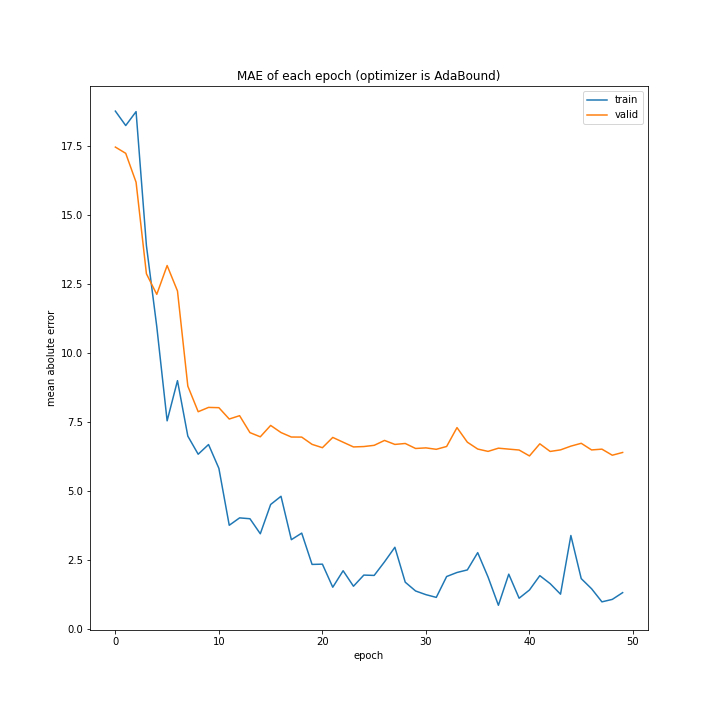 MAE of each epoch (optimizer is AdaBound)
train
valid
mean abolute error
17.5
15.0
12.5
10.0
7.5
5.0
2.5
0.0
0 10 20 30 40 50
epoch